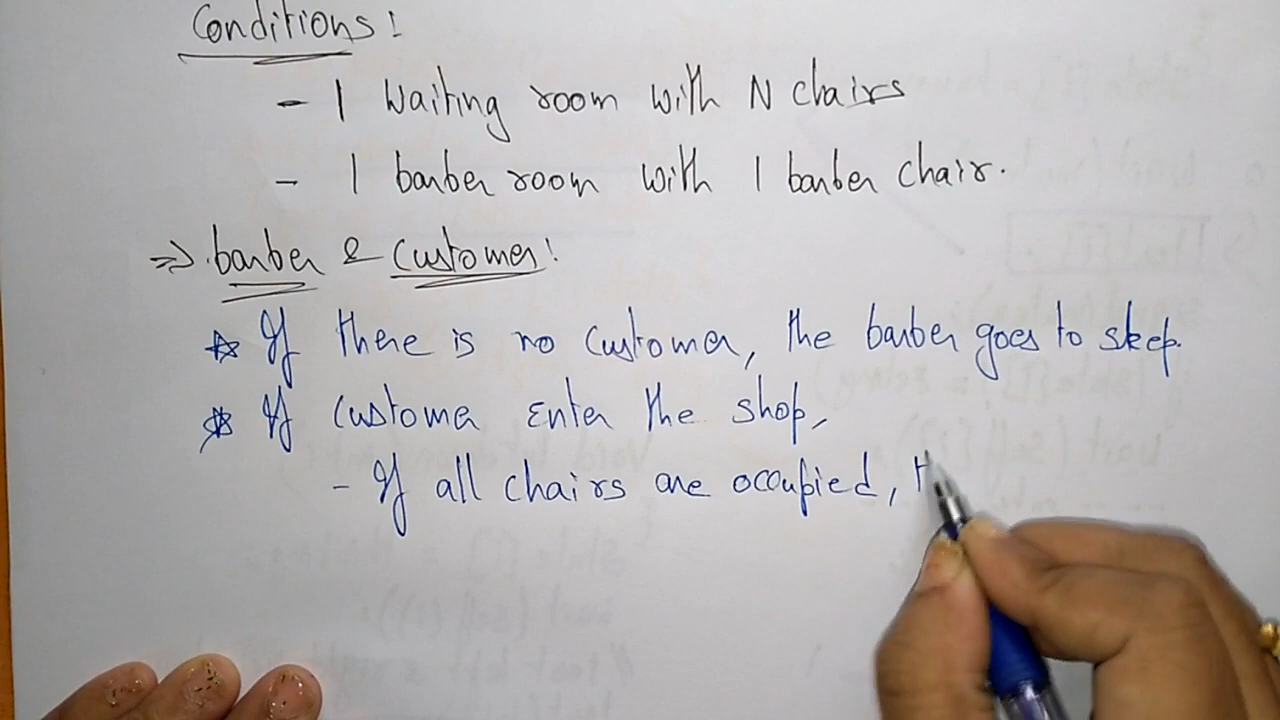 Conditions:
- 1 Waiting room with N chairs
- 1 barber room with 1 barber chair.
⇒ barber & Customer:
* If there is no Customer, the barber goes to sleep.
* If Customer Enter the shop,
- If all chairs are occupied, t